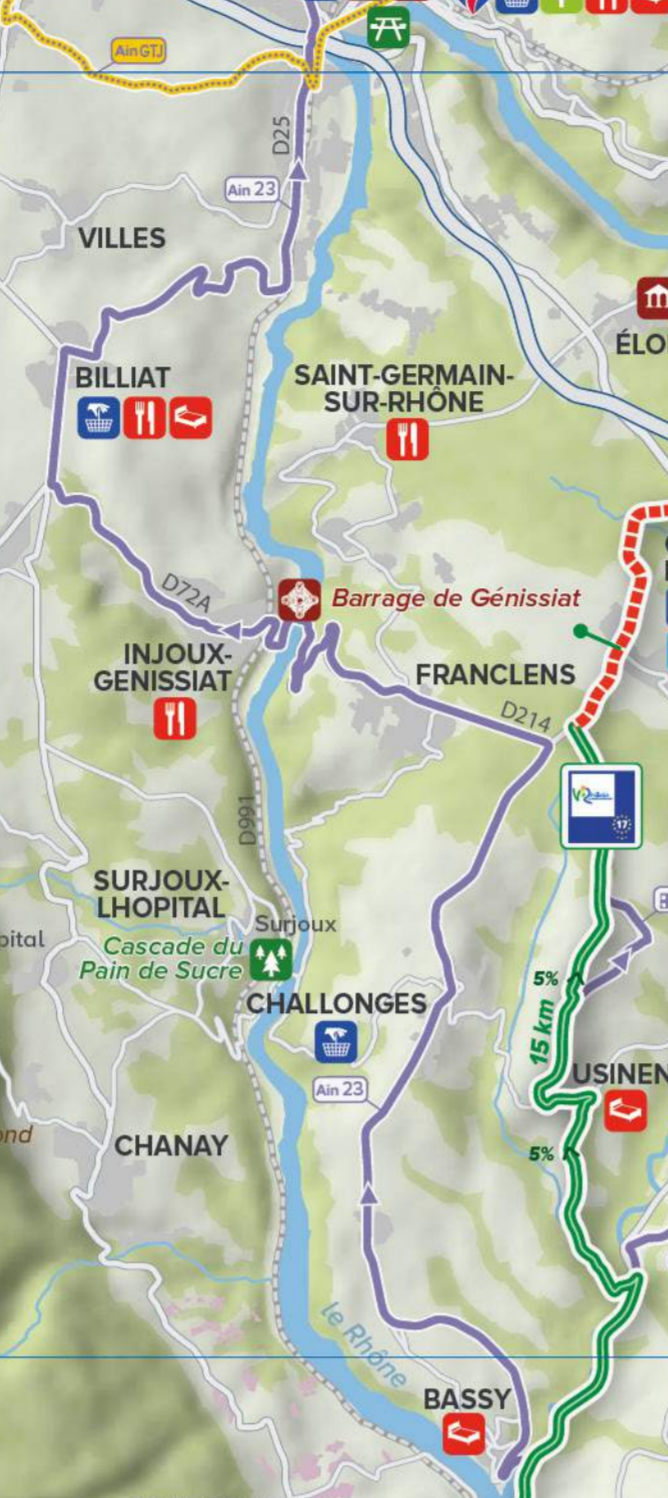 Ain GTJ
D25
Ain 23
VILLES
ÉLO
BILLIAT
SAINT-GERMAIN-
SUR-RHÔNE
D72A
Barrage de Génissiat
INJOUX-
GENISSIAT
FRANCLENS
D214
17
D991
SURJOUX-
LHOPITAL
Surjoux
pital
Cascade du
Pain de Sucre
5%
15 km
CHALLONGES
USINEN
Ain 23
ond
CHANAY
5%
le Rhône
BASSY